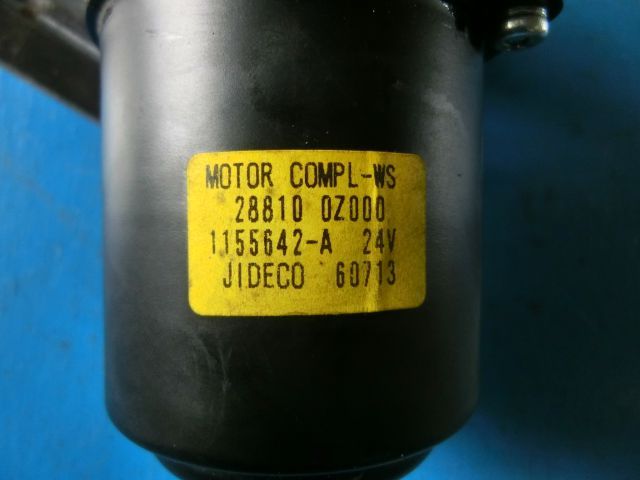 MOTOR COMPL-WS
28810 0Z000
1155642-A 24V
JIDECO 60713